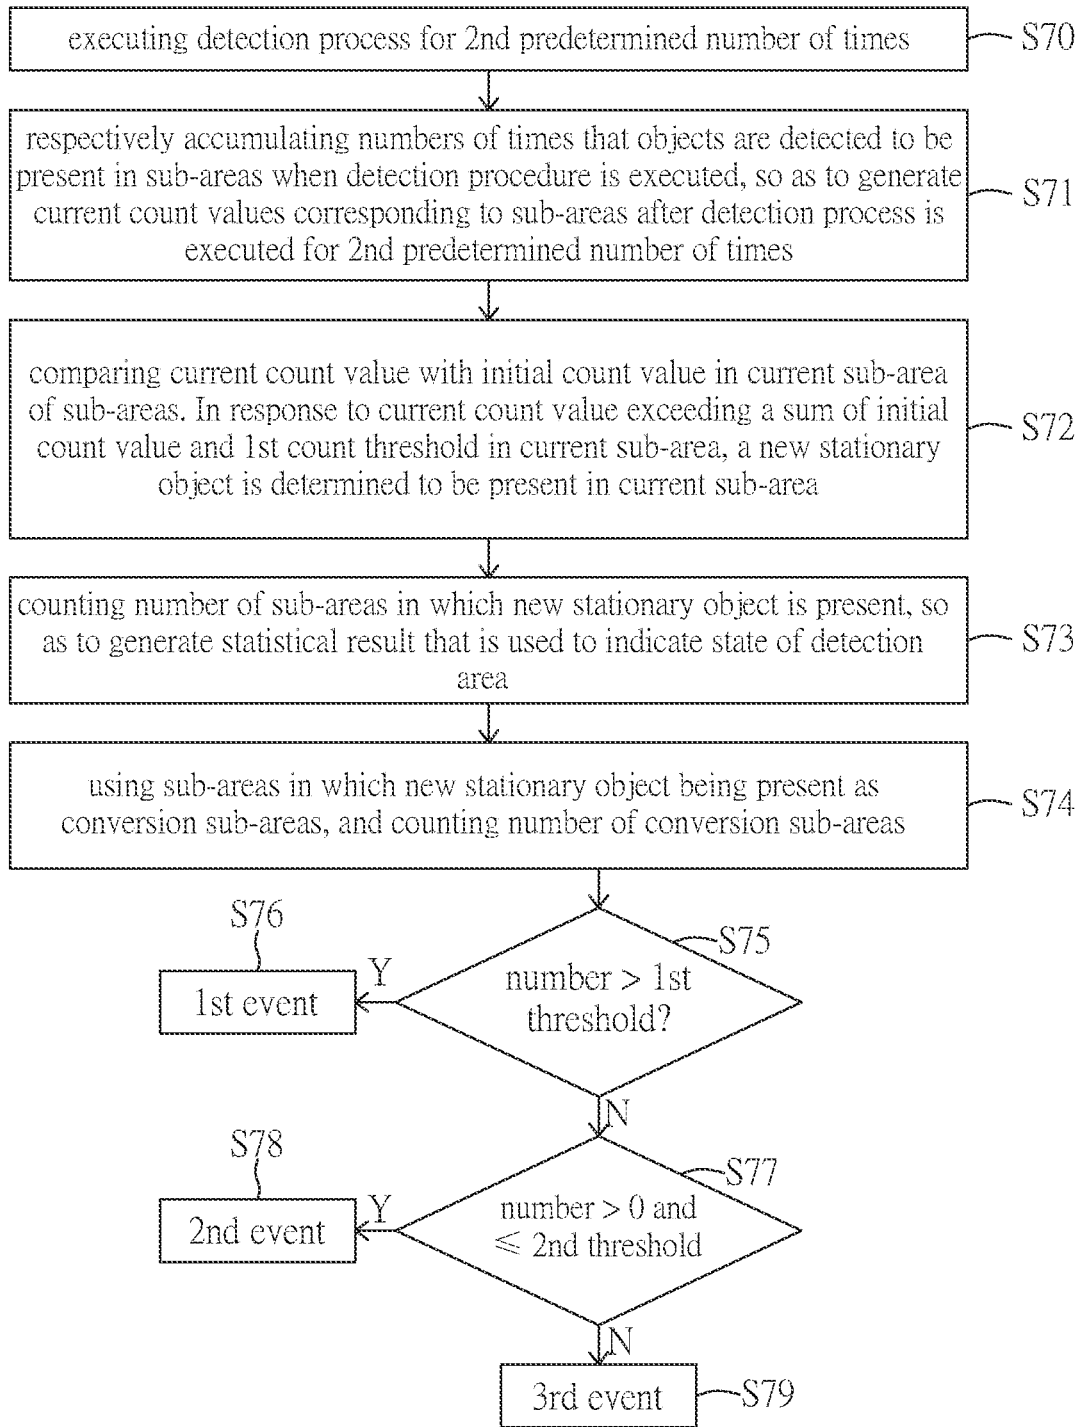 executing detection process for 2nd predetermined number of times
S70
respectively accumulating numbers of times that objects are detected to be
present in sub-areas when detection procedure is executed, so as to generate
current count values corresponding to sub-areas after detection process is
executed for 2nd predetermined number of times
S71
comparing current count value with initial count value in current sub-area
of sub-areas. In response to current count value exceeding a sum of initial
count value and 1st count threshold in current sub-area, a new stationary
object is determined to be present in current sub-area
S72
counting number of sub-areas in which new stationary object is present, so
as to generate statistical result that is used to indicate state of detection
area
S73
using sub-areas in which new stationary object being present as
conversion sub-areas, and counting number of conversion sub-areas
S74
S76
S75
Y
number > 1st
threshold?
1st event
N
S78
S77
Y
number > 0 and
≤ 2nd threshold
2nd event
N
3rd event
S79